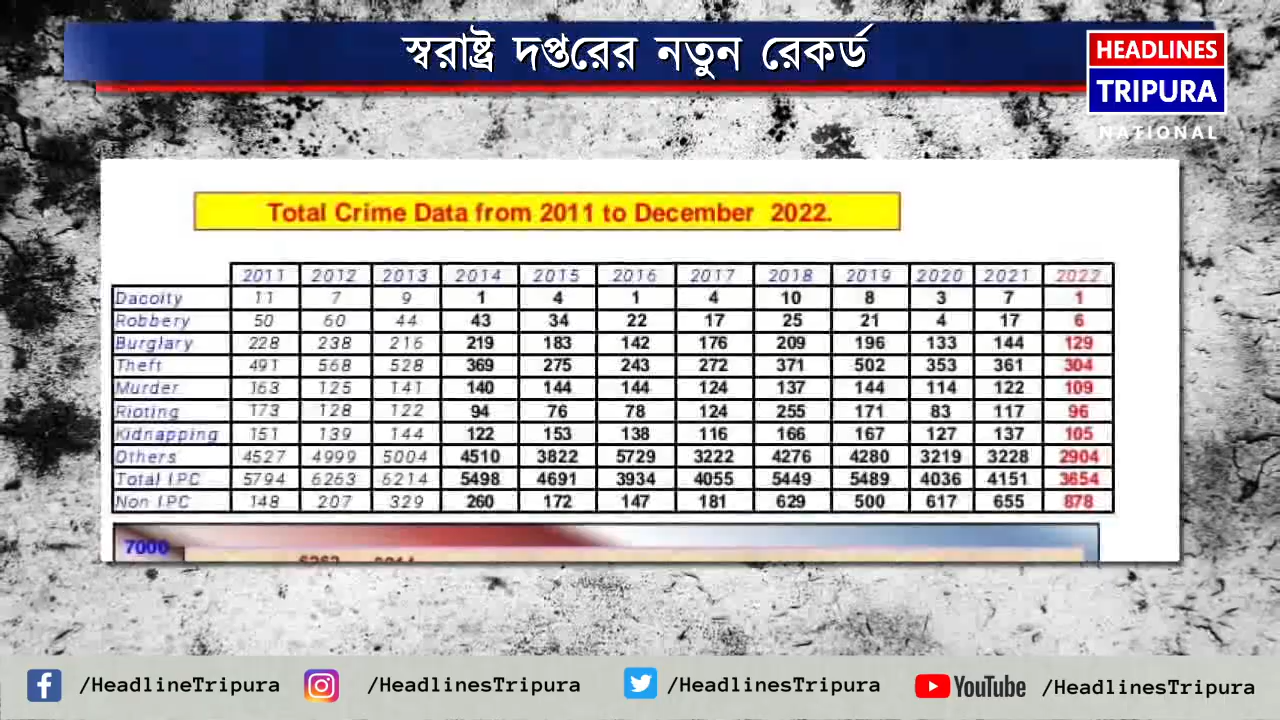 স্বরাষ্ট্র দপ্তরের নতুন রেকর্ড
HEADLINES
TRIPURA
NATIONAL
Total Crime Data from 2011 to December 2022.
2011 2012 2013 2014 2015 2016 2017 2018 2019 2020 2021 2022
Dacoity 11 7 9 1 4 1 4 10 8 3 7 1
Robbery 50 60 44 43 34 22 17 25 21 4 17 6
Burglary 228 238 216 219 183 142 176 209 196 133 144 129
Theft 491 568 528 369 275 243 272 371 502 353 361 304
Murder 163 125 141 140 144 144 124 137 144 114 122 109
Rioting 173 128 122 94 76 78 124 255 171 83 117 96
Kidnapping 151 139 144 122 153 138 116 166 167 127 137 105
Others 4527 4999 5004 4510 3822 5729 3222 4276 4280 3219 3228 2904
Total I.PC 5794 6263 6214 5498 4691 3934 4055 5449 5489 4036 4151 3654
Non I.PC 148 207 329 260 172 147 181 629 500 617 655 878
7000
/HeadlineTripura /HeadlinesTripura /HeadlinesTripura YouTube /HeadlinesTripura